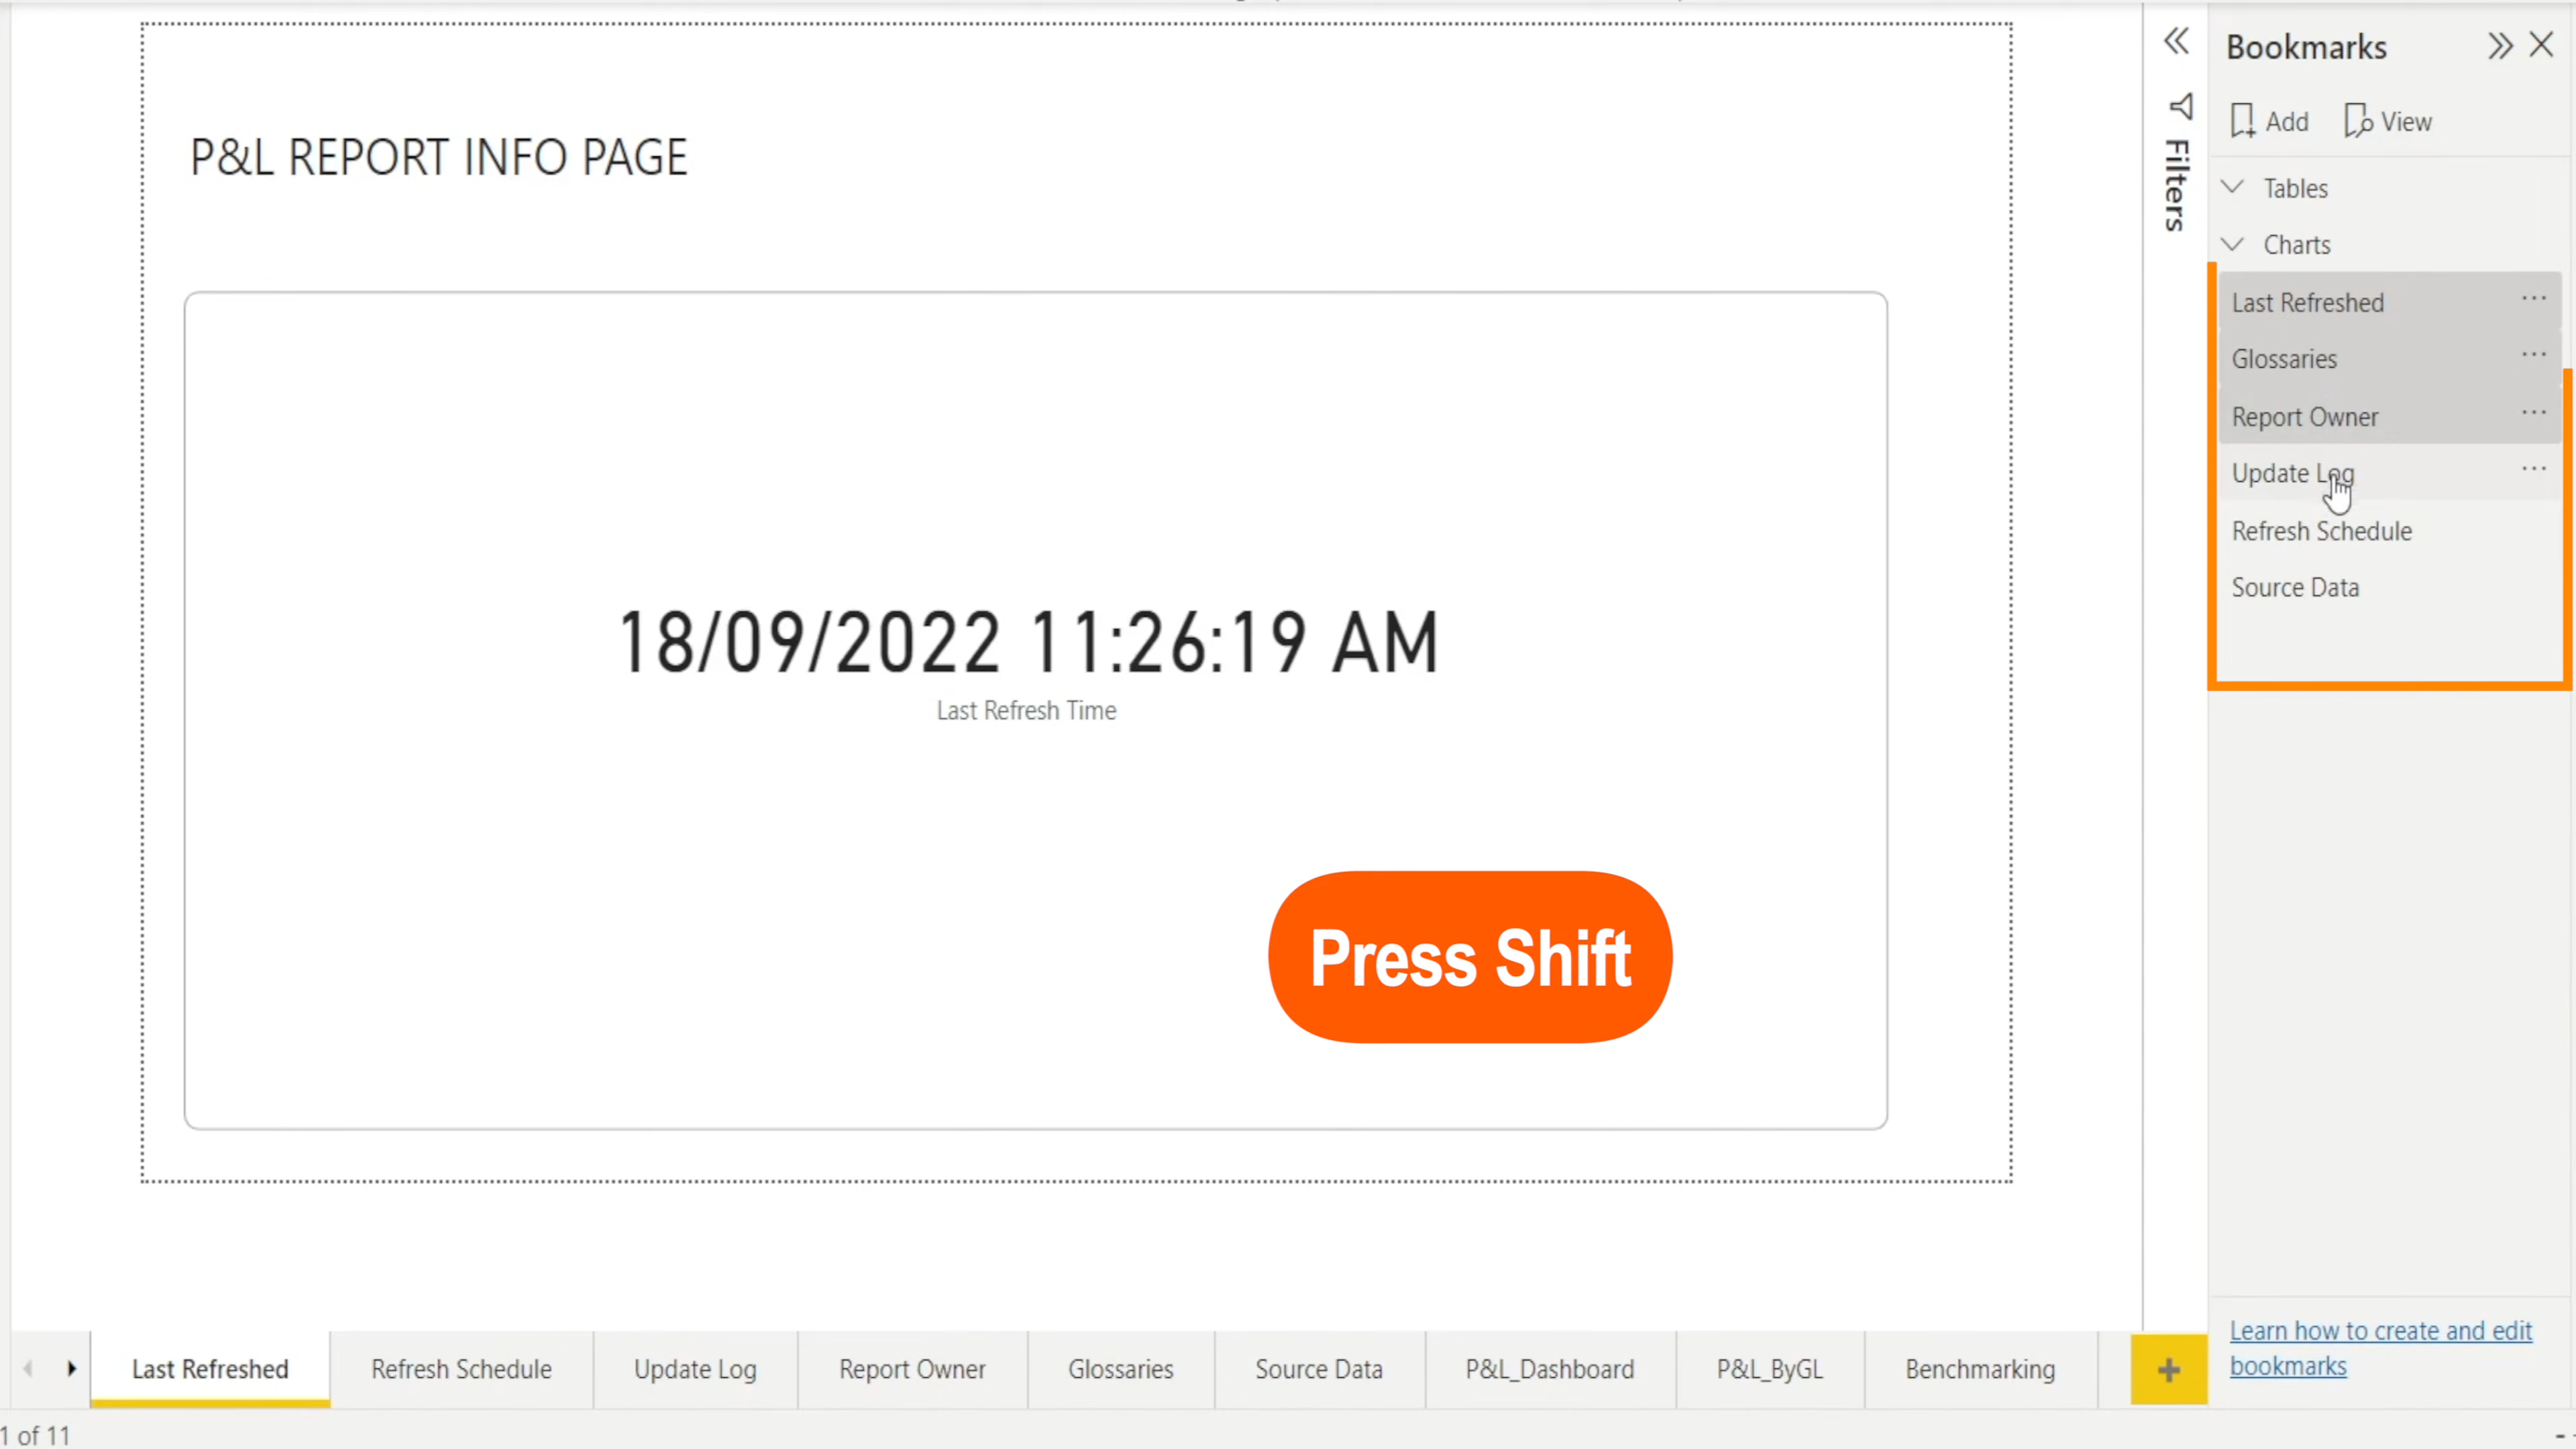 Bookmarks
Add
View
Filters
Tables
Charts
Last Refreshed
Glossaries
Report Owner
Update Log
Refresh Schedule
Source Data
P&L REPORT INFO PAGE
18/09/2022 11:26:19 AM
Last Refresh Time
Press Shift
Learn how to create and edit
bookmarks
Last Refreshed
Refresh Schedule
Update Log
Report Owner
Glossaries
Source Data
P&L_Dashboard
P&L_ByGL
Benchmarking
1 of 11